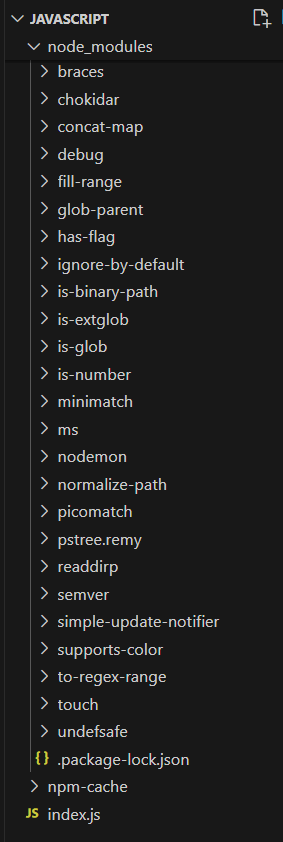 JAVASCRIPT
node_modules
braces
chokidar
concat-map
debug
fill-range
glob-parent
has-flag
ignore-by-default
is-binary-path
is-extglob
is-glob
is-number
minimatch
ms
nodemon
normalize-path
picomatch
pstree.remy
readdirp
semver
simple-update-notifier
supports-color
to-regex-range
touch
undefsafe
{} .package-lock.json
npm-cache
JS index.js